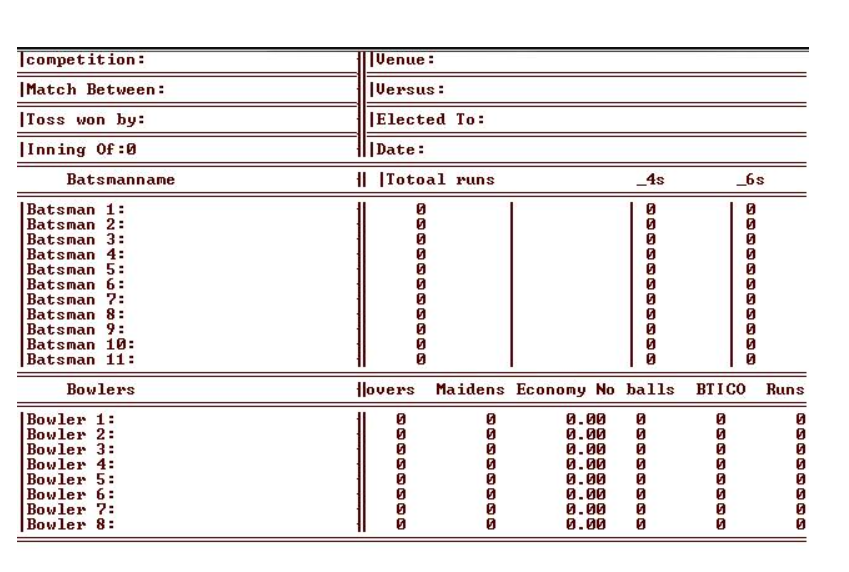 |competition: |Venue:
|Match Between: |Versus:
|Toss won by: |Elected To:
|Inning Of:0 |Date:
Batsmanname |Totoal runs _4s _6s
Batsman 1: 0 0 0
Batsman 2: 0 0 0
Batsman 3: 0 0 0
Batsman 4: 0 0 0
Batsman 5: 0 0 0
Batsman 6: 0 0 0
Batsman 7: 0 0 0
Batsman 8: 0 0 0
Batsman 9: 0 0 0
Batsman 10: 0 0 0
Batsman 11: 0 0 0
Bowlers overs Maidens Economy No balls BTICO Runs
Bowler 1: 0 0 0.00 0 0 0
Bowler 2: 0 0 0.00 0 0 0
Bowler 3: 0 0 0.00 0 0 0
Bowler 4: 0 0 0.00 0 0 0
Bowler 5: 0 0 0.00 0 0 0
Bowler 6: 0 0 0.00 0 0 0
Bowler 7: 0 0 0.00 0 0 0
Bowler 8: 0 0 0.00 0 0 0